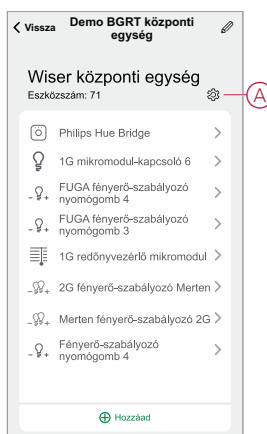 Vissza
Demo BGRT központi
egység
Wiser központi egység
Eszközszám: 71
A
Philips Hue Bridge
1G mikromodul-kapcsoló 6
FUGA fényerő-szabályozó
nyomógomb 4
FUGA fényerő-szabályozó
nyomógomb 3
1G redőnyvezérlő mikromodul
2G fényerő-szabályozó Merten
Merten fényerő-szabályozó 2G
Fényerő-szabályozó
nyomógomb 4
Hozzáad